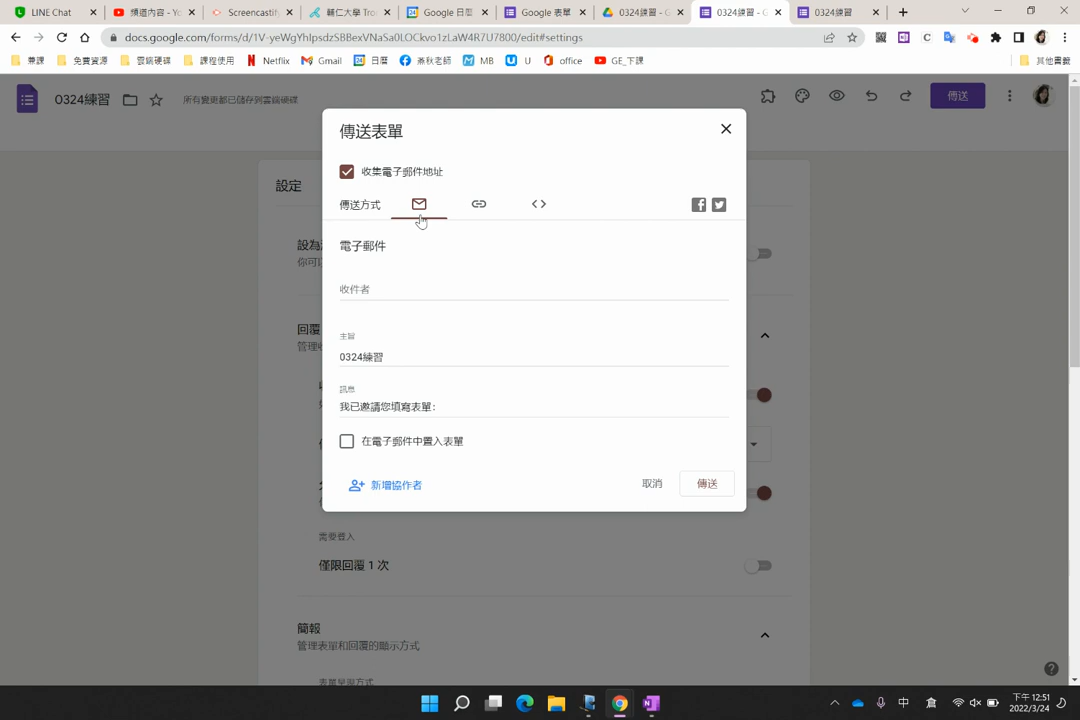 LINE Chat
頻道內容 - Yo
Screencastify
輔仁大學 Tro
Google 日曆
Google 表單
0324練習 - G
0324練習 - G
0324練習
docs.google.com/forms/d/1V-yeWgYhIpsdzSBBexVNaSa0LOCkvo1zLaW4R7U7800/edit#settings
兼課
免費資源
雲端硬碟
課程使用
Netflix
Gmail
日曆
MB
U
office
GE_下課
其他書籤
0324練習
所有變更都已儲存到雲端硬碟
傳送
傳送表單
收集電子郵件地址
傳送方式
電子郵件
收件者
主旨
0324練習
訊息
我已邀請您填寫表單：
在電子郵件中置入表單
新增協作者
取消
傳送
設定
設為
你可
回覆
管理
需要登入
僅限回覆 1 次
簡報
管理表單和回覆的顯示方式
表單呈現方式
中
下午 12:51
2022/3/24